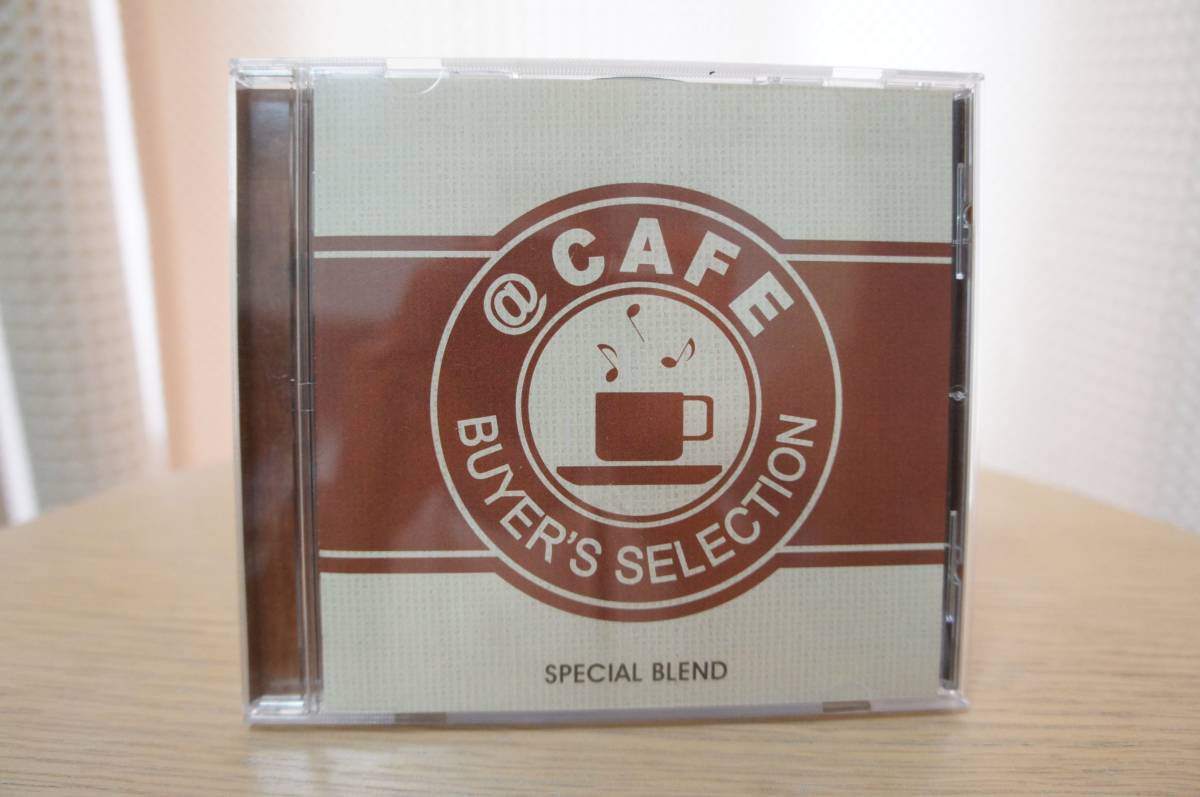 @CAFE
BUYER'S SELECTION
SPECIAL BLEND